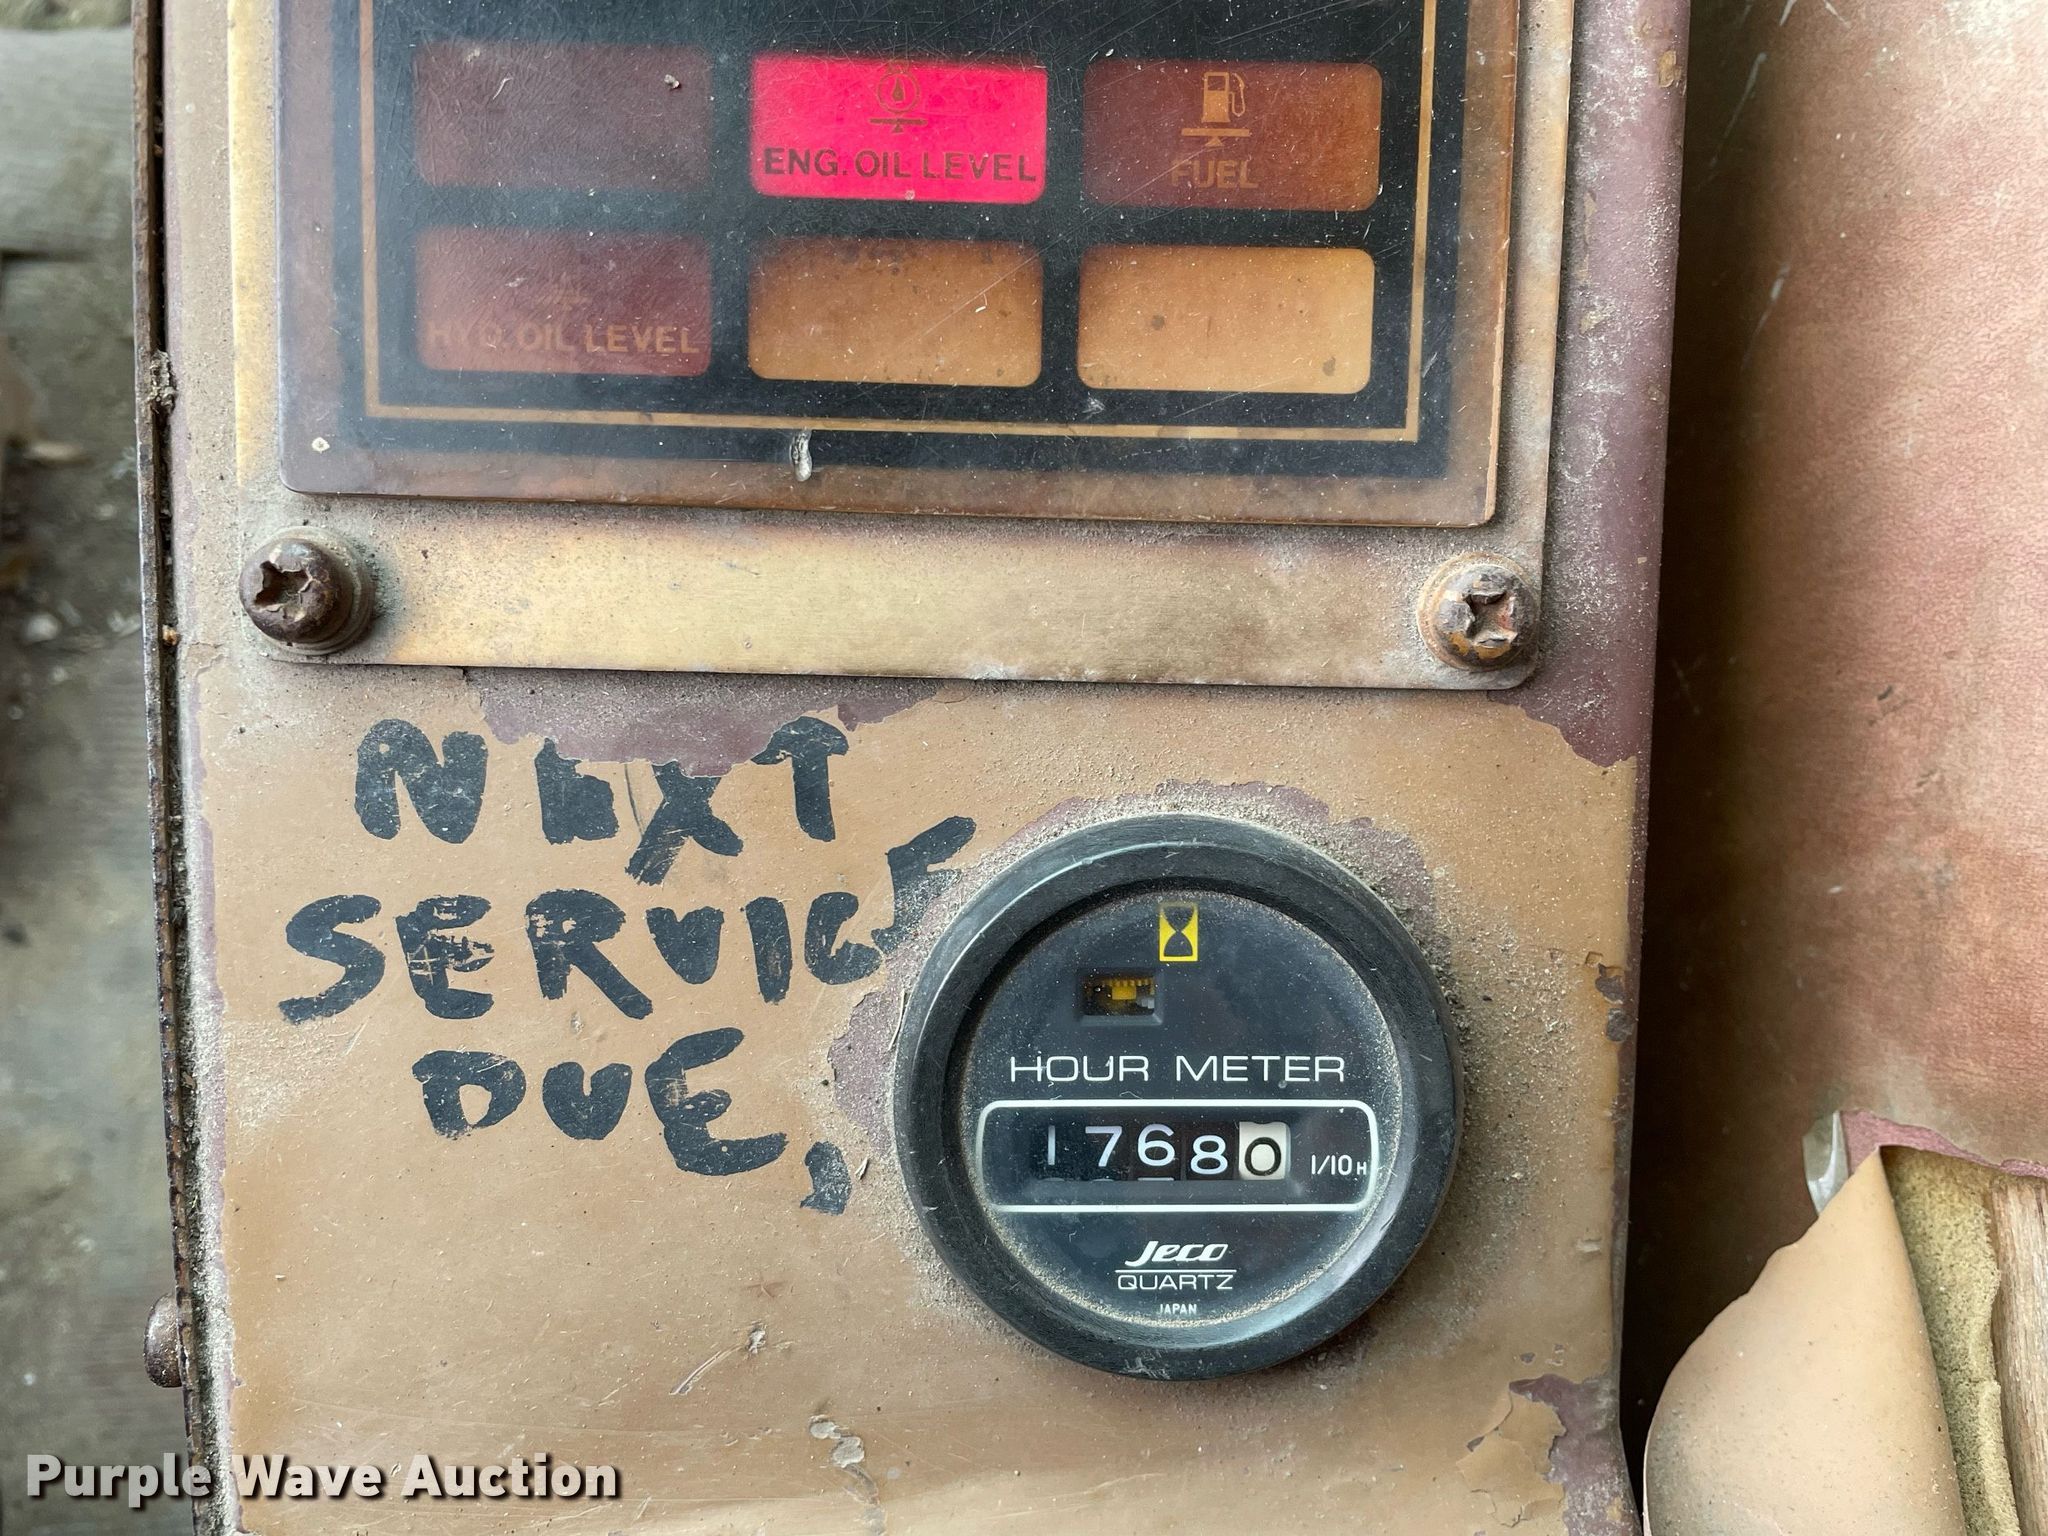 ENG. OIL LEVEL
FUEL
HYD. OIL LEVEL
NEXT
SERVICE
DUE,
HOUR METER
17680 1/10H
Jeco
QUARTZ
JAPAN
Purple Wave Auction